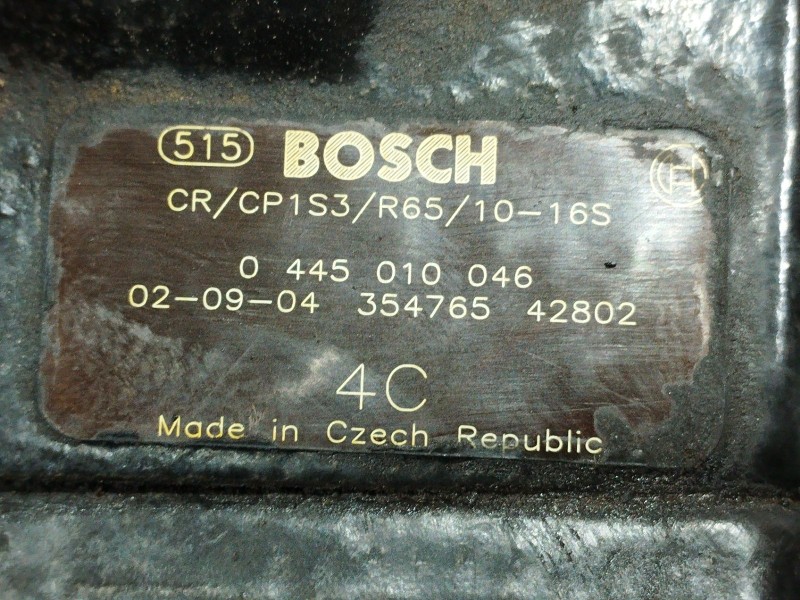 515 BOSCH
CR/CP1S3/R65/10-16S
0 445 010 046
02-09-04 354765 42802
4C
Made in Czech Republic